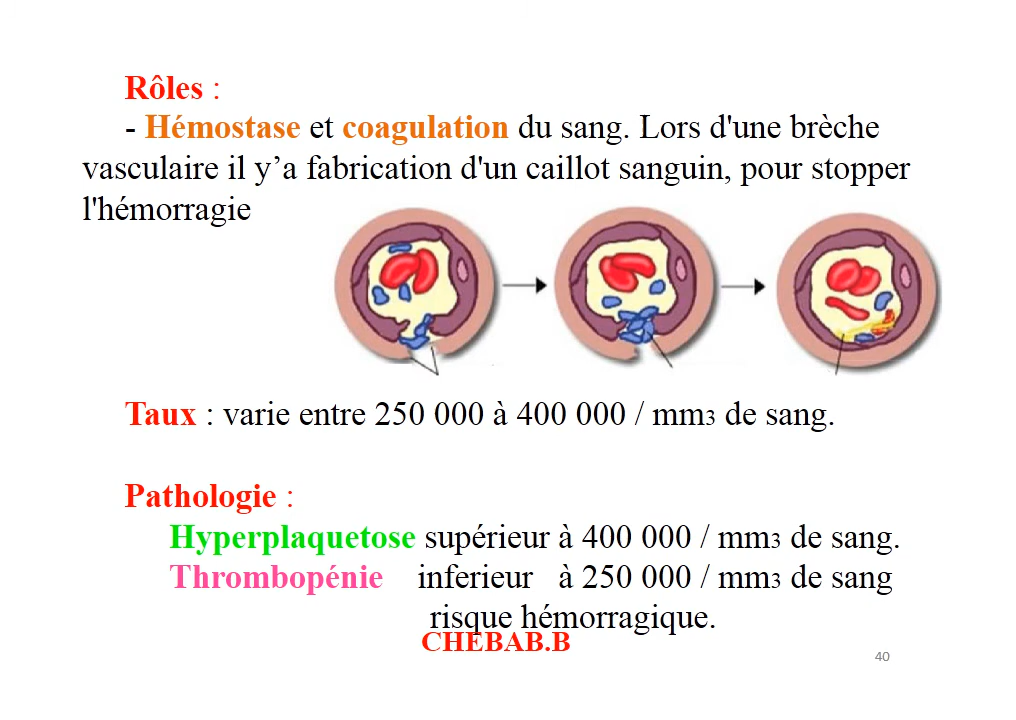 Rôles :
- Hémostase et coagulation du sang. Lors d'une brèche
vasculaire il y’a fabrication d'un caillot sanguin, pour stopper
l'hémorragie
Taux : varie entre 250 000 à 400 000 / mm3 de sang.
Pathologie :
Hyperplaquetose supérieur à 400 000 / mm3 de sang.
Thrombopénie inferieur à 250 000 / mm3 de sang
risque hémorragique.
CHEBAB.B
40